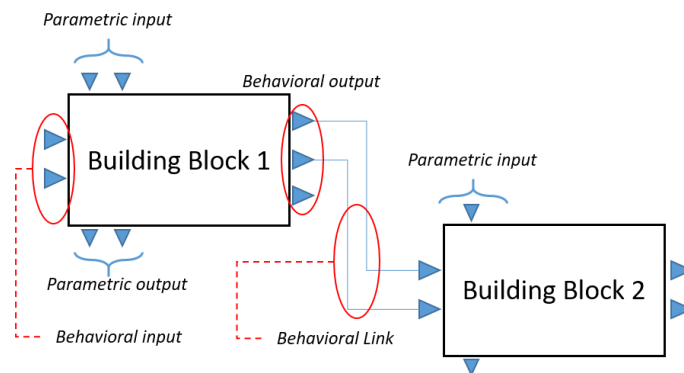 Parametric input
Behavioral output
Building Block 1
Parametric input
Building Block 2
Parametric output
Behavioral input
Behavioral Link